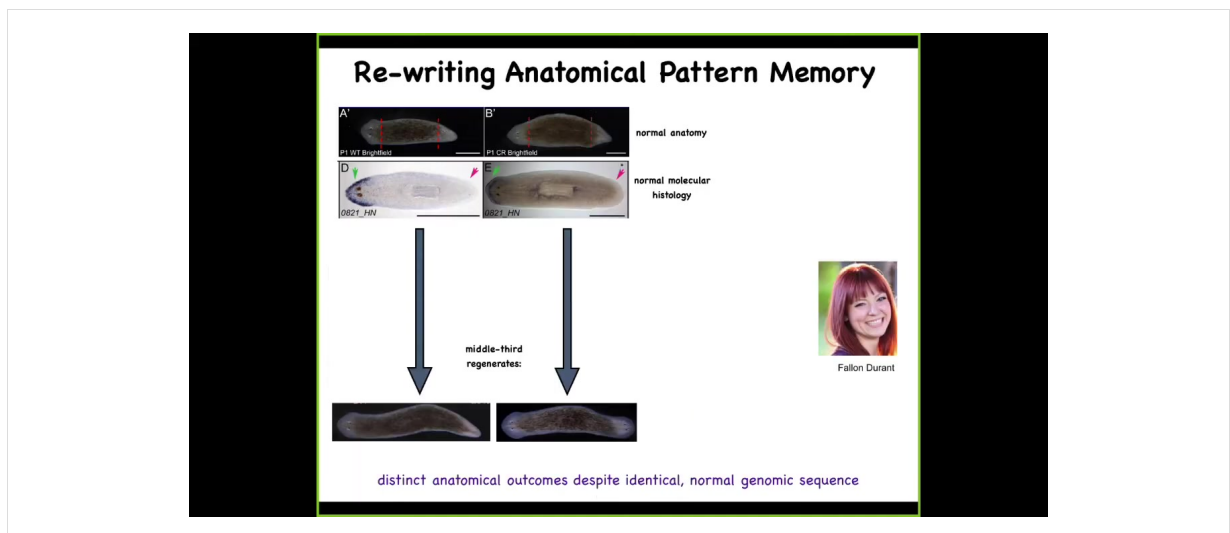 Re-writing Anatomical Pattern Memory
A'
B'
P1 WT Brightfield
P1 CR Brightfield
normal anatomy
D
E
*
0821_HN
0821_HN
normal molecular
histology
middle-third
regenerates:
Fallon Durant
distinct anatomical outcomes despite identical, normal genomic sequence